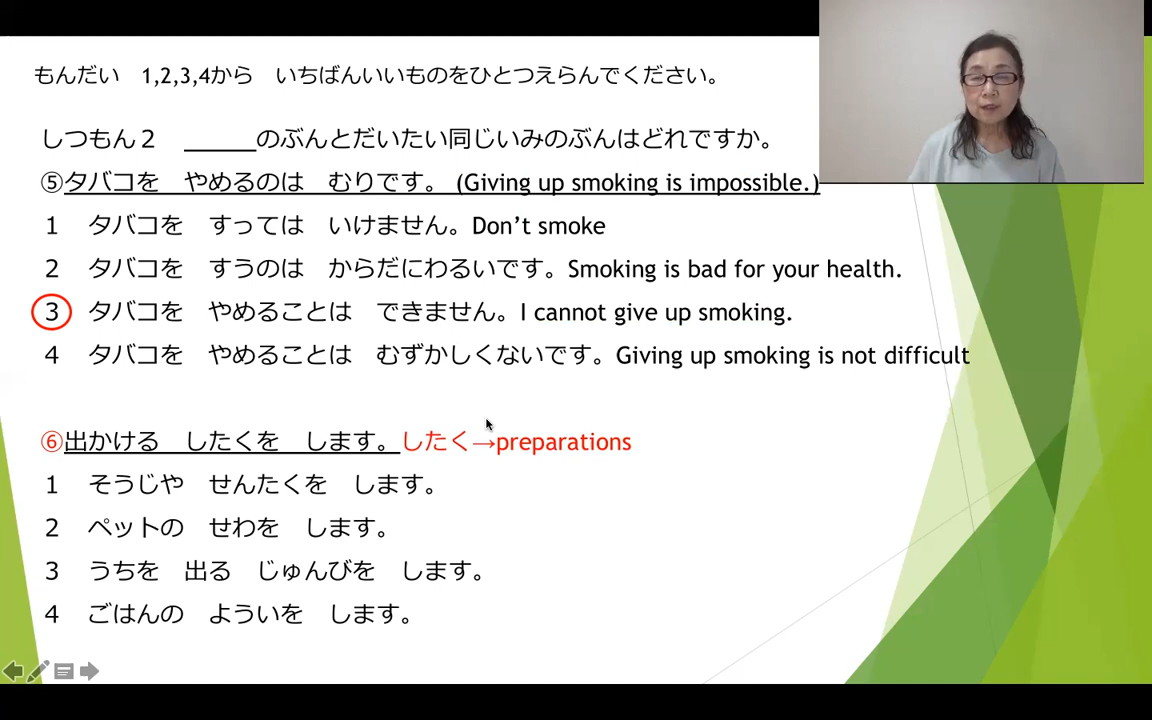 もんだい　1,2,3,4から　いちばんいいものをひとつえらんでください。
しつもん２　______のぶんとだいたい同じいみのぶんはどれですか。
⑤タバコを　やめるのは　むりです。 (Giving up smoking is impossible.)
１　タバコを　すっては　いけません。Don't smoke
２　タバコを　すうのは　からだにわるいです。Smoking is bad for your health.
３　タバコを　やめることは　できません。I cannot give up smoking.
４　タバコを　やめることは　むずかしくないです。Giving up smoking is not difficult
⑥出かける　したくを　します。したく→preparations
１　そうじや　せんたくを　します。
２　ペットの　せわを　します。
３　うちを　出る　じゅんびを　します。
４　ごはんの　よういを　します。